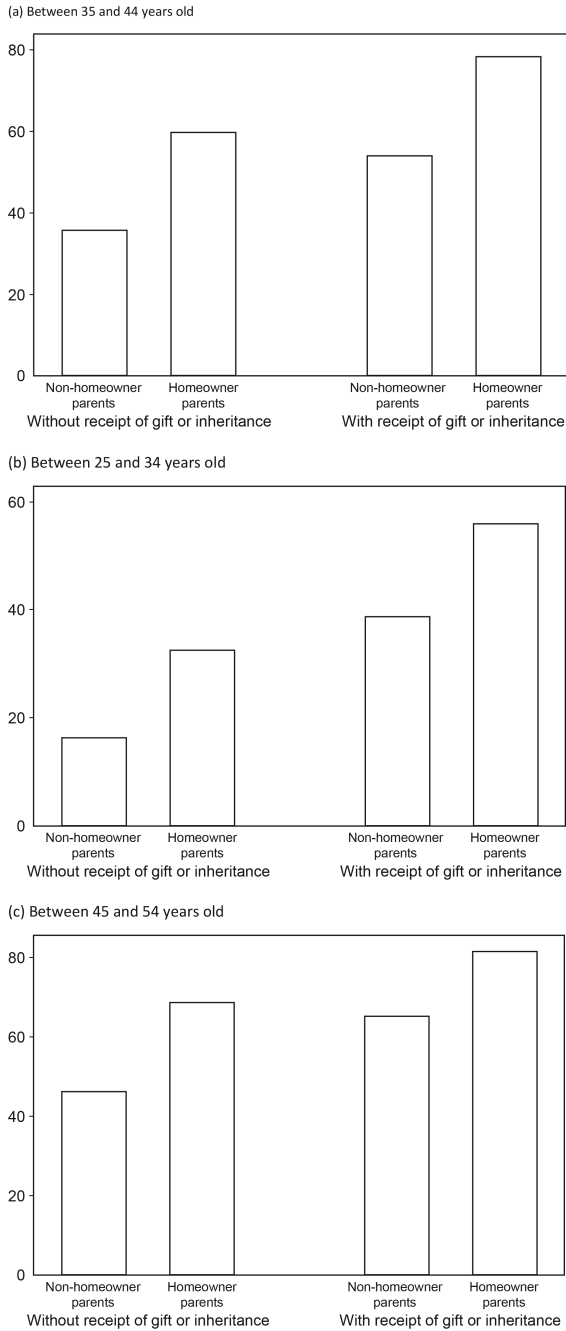 (a) Between 35 and 44 years old
80
60
40
20
0
Non-homeowner parents
Homeowner parents
Non-homeowner parents
Homeowner parents
Without receipt of gift or inheritance
With receipt of gift or inheritance
(b) Between 25 and 34 years old
60
40
20
0
Non-homeowner parents
Homeowner parents
Non-homeowner parents
Homeowner parents
Without receipt of gift or inheritance
With receipt of gift or inheritance
(c) Between 45 and 54 years old
80
60
40
20
0
Non-homeowner parents
Homeowner parents
Non-homeowner parents
Homeowner parents
Without receipt of gift or inheritance
With receipt of gift or inheritance